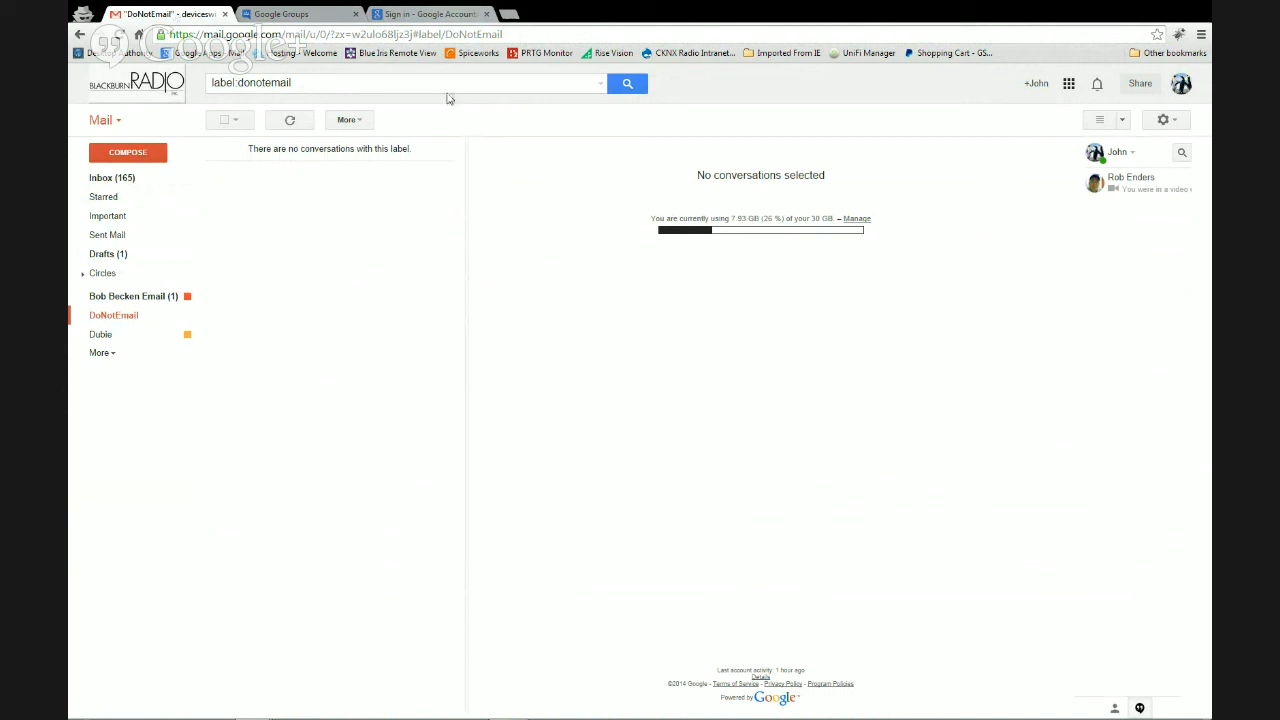 "DoNotEmail" - deviceswi
Google Groups
Sign in - Google Account
https://mail.google.com/mail/u/0/?zx=w2ulo68ljz3j#label/DoNotEmail
Google+
Blue Iris Remote View
Spiceworks
PRTG Monitor
Rise Vision
CKNX Radio Intranet...
Imported From IE
UniFi Manager
Shopping Cart - GS...
Other bookmarks
BLACKBURN RADIO INC
label:donotemail
+John
Share
Mail
More
COMPOSE
There are no conversations with this label.
No conversations selected
John
Inbox (165)
Starred
Important
Sent Mail
Drafts (1)
Circles
Bob Becken Email (1)
DoNotEmail
Dubie
More
Rob Enders
You were in a video
You are currently using 7.93 GB (26 %) of your 30 GB. – Manage
Last account activity: 1 hour ago
Details
©2014 Google - Terms of Service - Privacy Policy - Program Policies
Powered by Google™